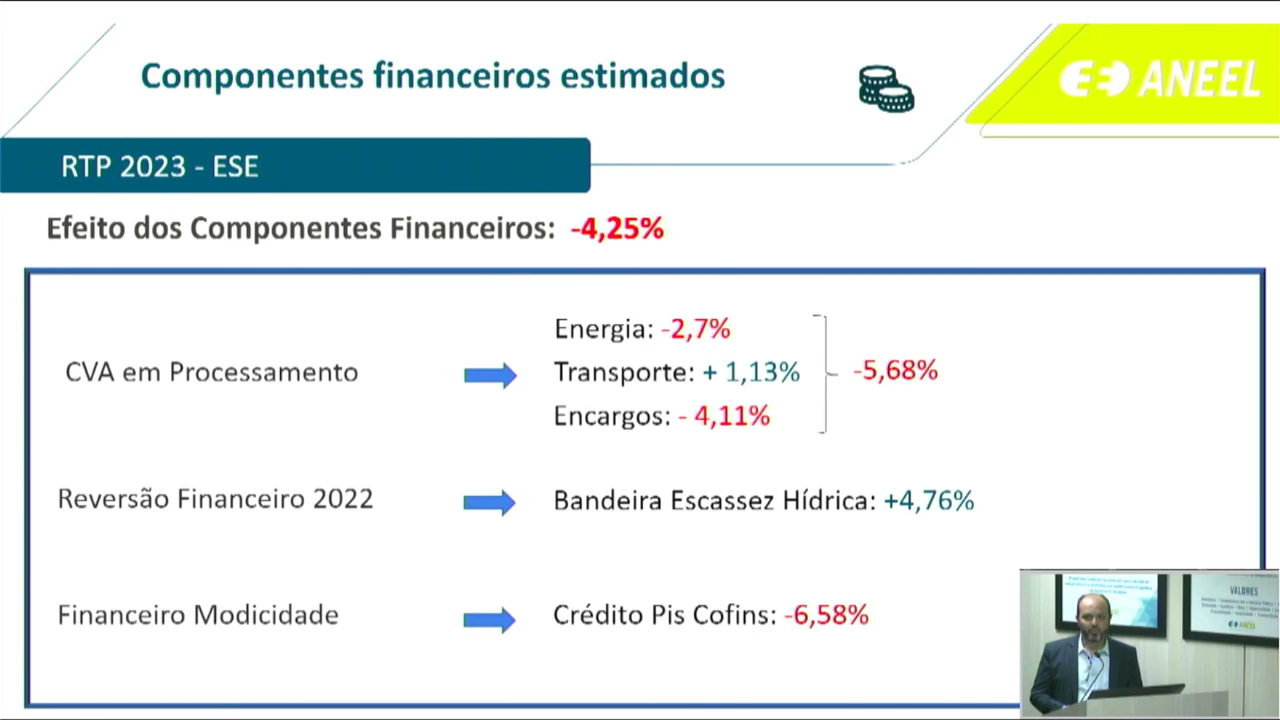 Componentes financeiros estimados
ANEEL
RTP 2023 - ESE
Efeito dos Componentes Financeiros: -4,25%
Energia: -2,7%
CVA em Processamento
Transporte: + 1,13%
-5,68%
Encargos: - 4,11%
Reversão Financeiro 2022
Bandeira Escassez Hídrica: +4,76%
Financeiro Modicidade
Crédito Pis Cofins: -6,58%
VALORES
ANEEL